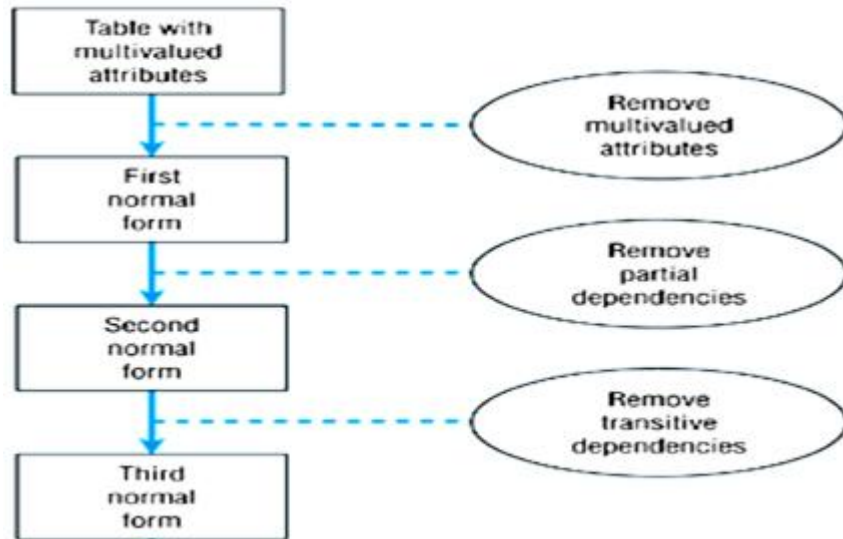 Table with
multivalued
attributes
Remove
multivalued
attributes
First
normal
form
Remove
partial
dependencies
Second
normal
form
Remove
transitive
dependencies
Third
normal
form